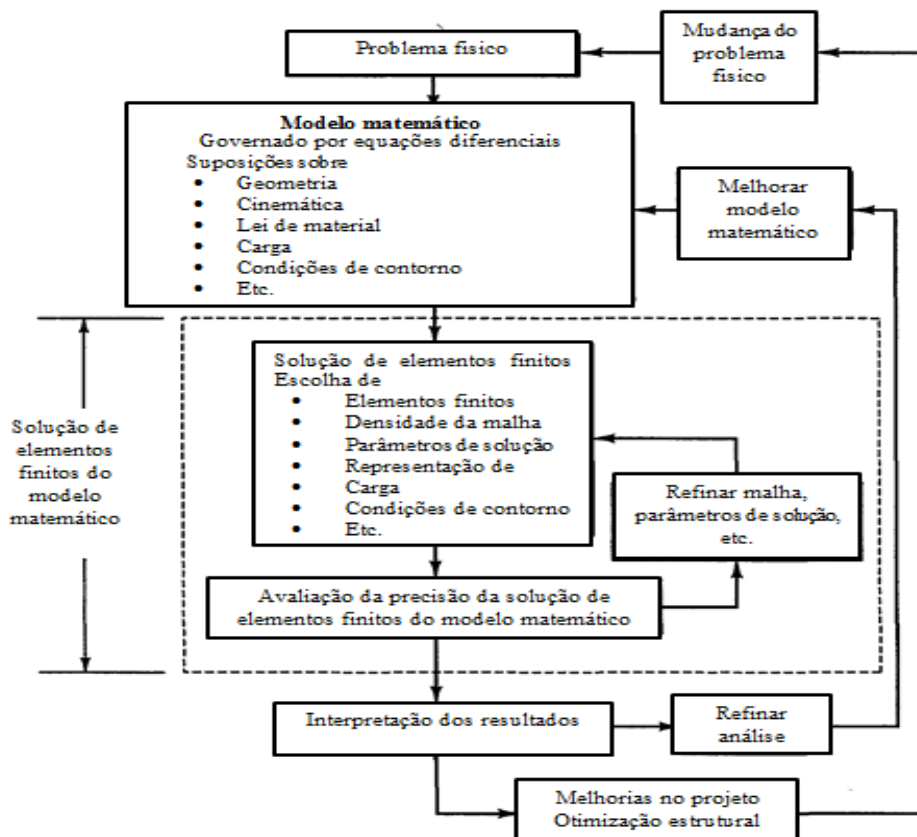 Problema fisico
Mudança do
problema
fisico
Modelo matemático
Governado por equações diferenciais
Suposições sobre
• Geometria
• Cinemática
• Lei de material
• Carga
• Condições de contorno
• Etc.
Melhorar
modelo
matemático
Solução de
elementos
finitos do
modelo
matemático
Solução de elementos finitos
Escolha de
• Elementos finitos
• Densidade da malha
• Parâmetros de solução
• Representação de
• Carga
• Condições de contorno
• Etc.
Refinar malha,
parâmetros de solução,
etc.
Avaliação da precisão da solução de
elementos finitos do modelo matemático
Interpretação dos resultados
Refinar
análise
Melhorias no projeto
Otimização estrutural